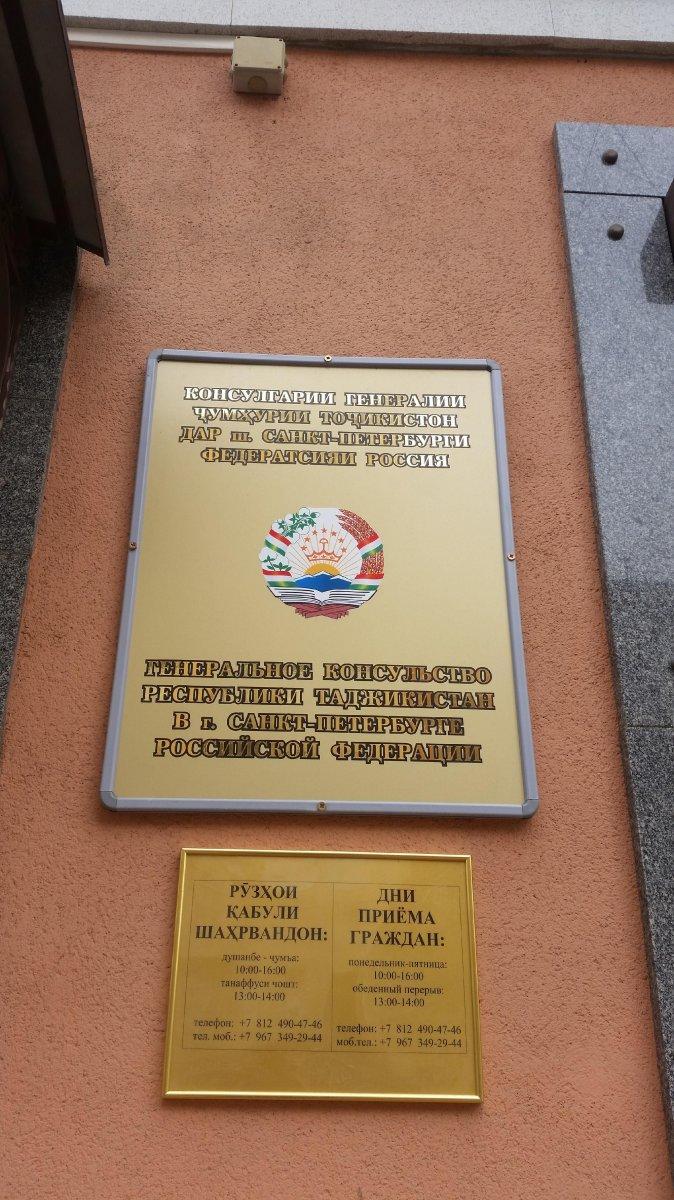 КОНСУЛГАРИИ ГЕНЕРАЛИИ
ҶУМҲУРИИ ТОҶИКИСТОН
ДАР ш. САНКТ-ПЕТЕРБУРГИ
ФЕДЕРАТСИЯИ РОССИЯ
ГЕНЕРАЛЬНОЕ КОНСУЛЬСТВО
РЕСПУБЛИКИ ТАДЖИКИСТАН
В г. САНКТ-ПЕТЕРБУРГЕ
РОССИЙСКОЙ ФЕДЕРАЦИИ
РӮЗҲОИ
ҚАБУЛИ
ШАҲРВАНДОН:
душанбе - ҷумъа:
10:00-16:00
танаффуси чошт:
13:00-14:00
телефон: +7 812 490-47-46
тел. моб.: +7 967 349-29-44
ДНИ
ПРИЁМА
ГРАЖДАН:
понедельник-пятница:
10:00-16:00
обеденный перерыв:
13:00-14:00
телефон: +7 812 490-47-46
моб.тел.: +7 967 349-29-44